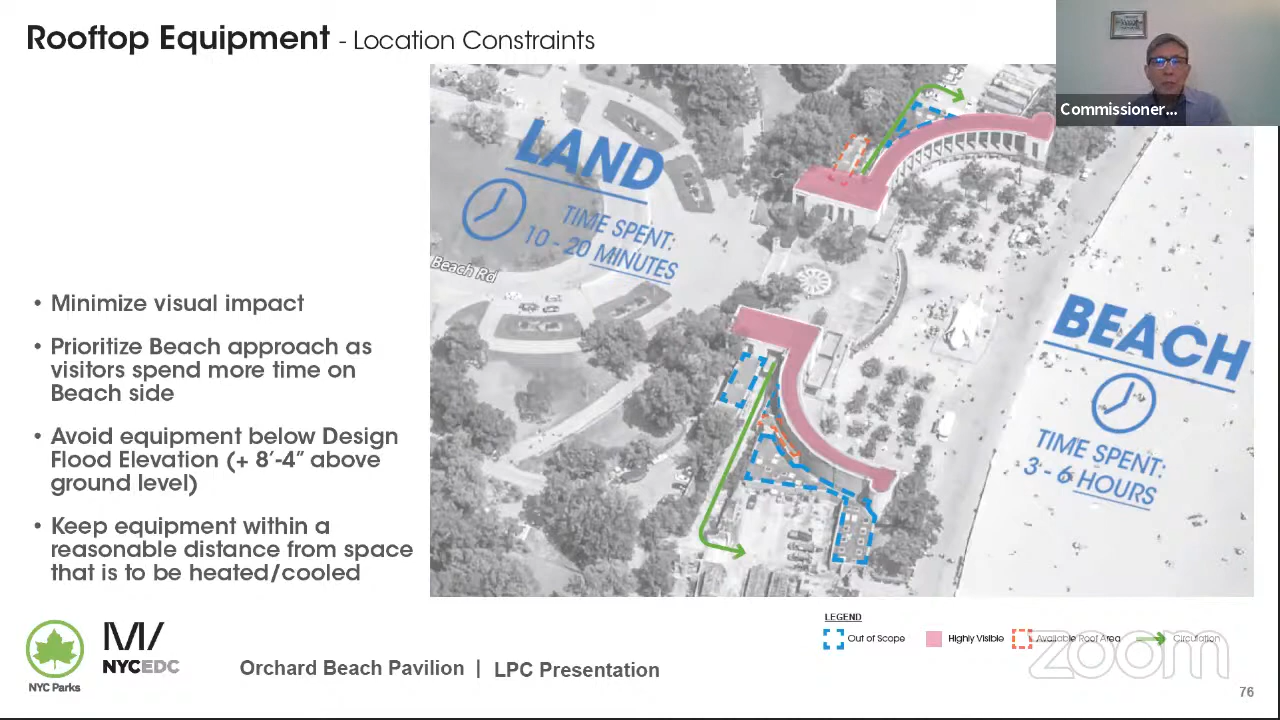 Rooftop Equipment - Location Constraints
Commissioner...
LAND
TIME SPENT:
10 - 20 MINUTES
Beach Rd
BEACH
TIME SPENT:
3 - 6 HOURS
• Minimize visual impact
• Prioritize Beach approach as
visitors spend more time on
Beach side
• Avoid equipment below Design
Flood Elevation (+ 8'-4" above
ground level)
• Keep equipment within a
reasonable distance from space
that is to be heated/cooled
LEGEND
Out of Scope Highly Visible Available Roof Area Circulation
zoom
NYC Parks
M/
NYCEDC
Orchard Beach Pavilion | LPC Presentation
76